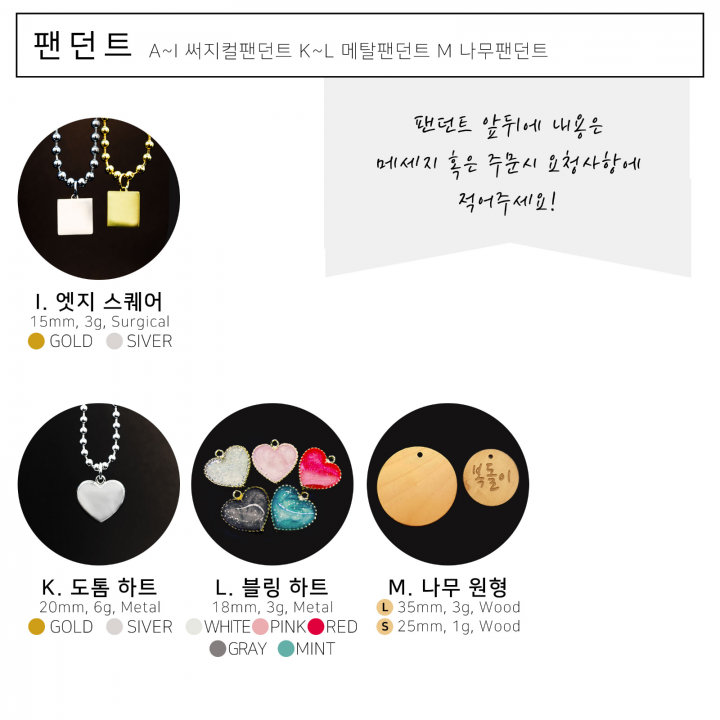 팬던트 A~I 써지컬팬던트 K~L 메탈팬던트 M 나무팬던트
팬던트 앞뒤에 내용은
메세지 혹은 주문시 요청사항에
적어주세요!
I. 엣지 스퀘어
15mm, 3g, Surgical
GOLD SIVER
복돌이
K. 도톰 하트
20mm, 6g, Metal
GOLD SIVER
L. 블링 하트
18mm, 3g, Metal
WHITE PINK RED
GRAY MINT
M. 나무 원형
L 35mm, 3g, Wood
S 25mm, 1g, Wood